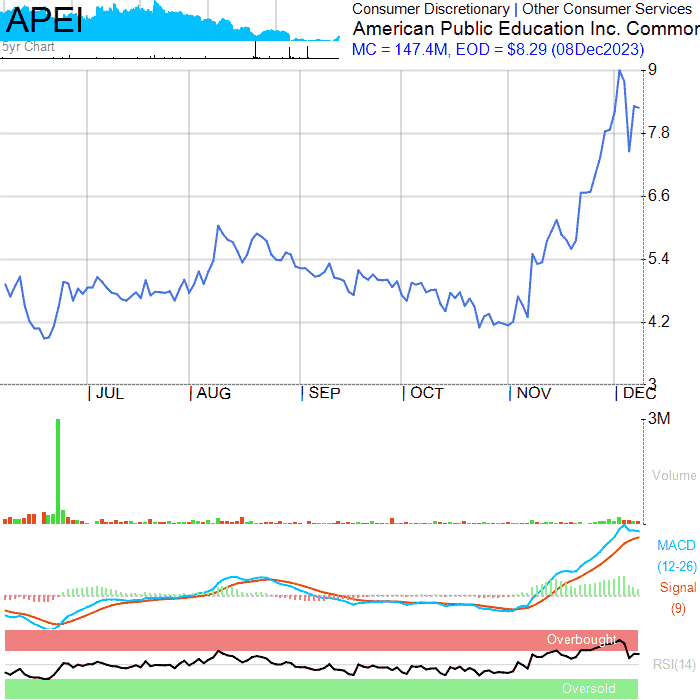 APEI
5yr Chart
Consumer Discretionary | Other Consumer Services
American Public Education Inc. Common
MC = 147.4M, EOD = $8.29 (08Dec2023)
9
7.8
6.6
5.4
4.2
3
JUL AUG SEP OCT NOV DEC
3M
Volume
MACD
(12-26)
Signal
(9)
Overbought
RSI(14)
Oversold